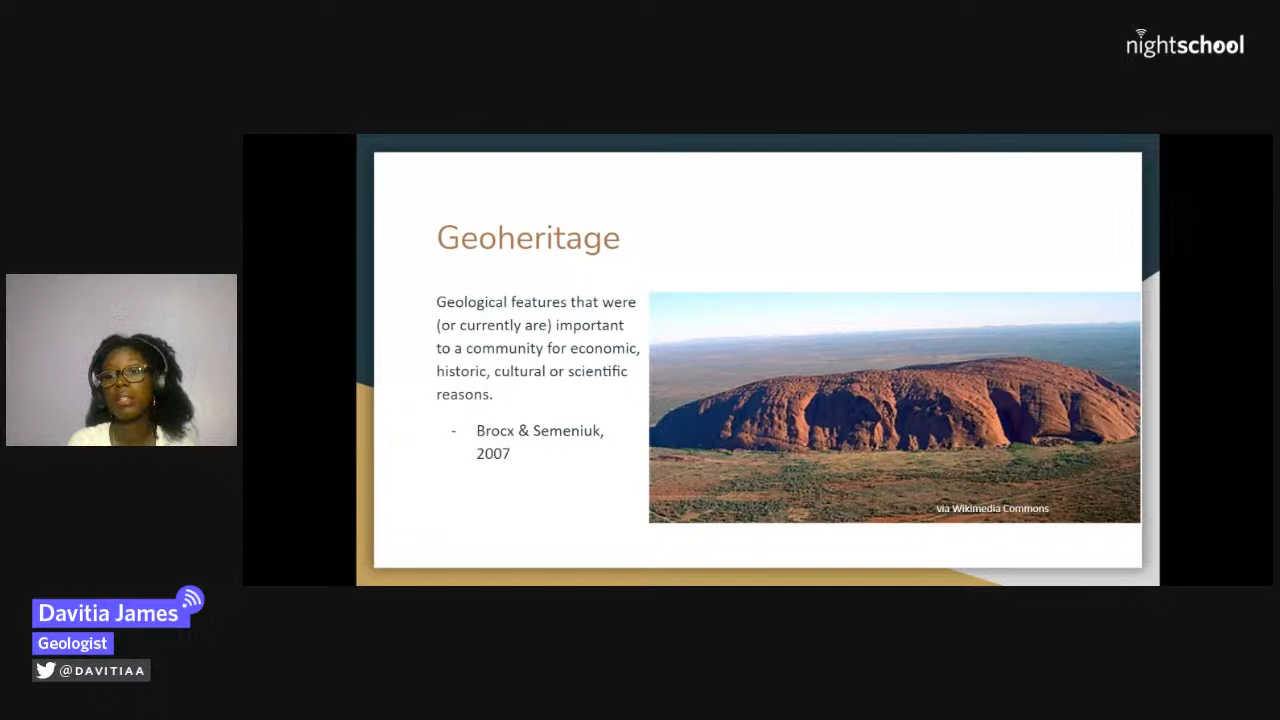 nightschool
Geoheritage
Geological features that were
(or currently are) important
to a community for economic,
historic, cultural or scientific
reasons.
- Brocx & Semeniuk,
2007
via Wikimedia Commons
Davitia James
Geologist
@DAVITIAA